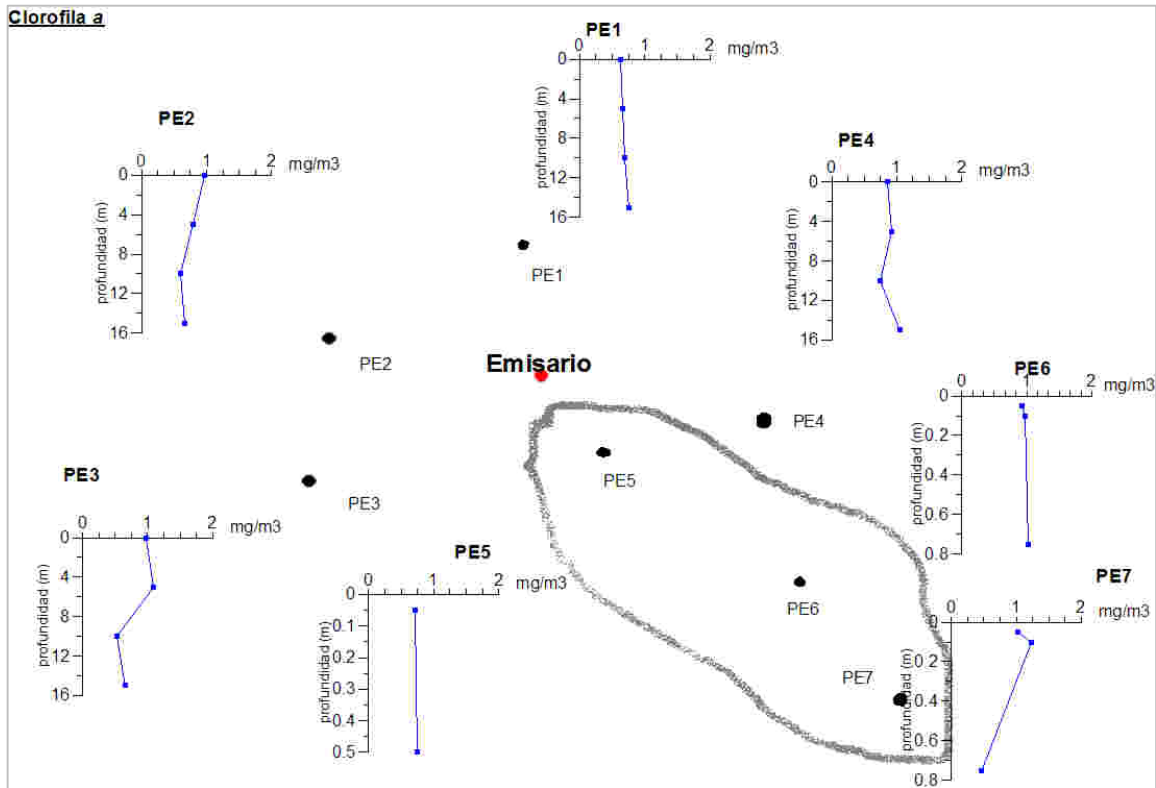 Clorofila a
PE1
0 1 2 mg/m3
profundidad (m)
0
4
8
12
16
PE2
0 1 2 mg/m3
profundidad (m)
0
4
8
12
16
PE4
0 1 2 mg/m3
profundidad (m)
0
4
8
12
16
PE1
PE2
Emisario
PE4
PE5
PE3
PE6
PE7
PE6
0 1 2 mg/m3
profundidad (m)
0
0.2
0.4
0.6
0.8
PE3
0 1 2 mg/m3
profundidad (m)
0
4
8
12
16
PE5
0 1 2 mg/m3
profundidad (m)
0
0.1
0.2
0.3
0.4
0.5
PE7
0 1 2 mg/m3
profundidad (m)
0
0.2
0.4
0.6
0.8